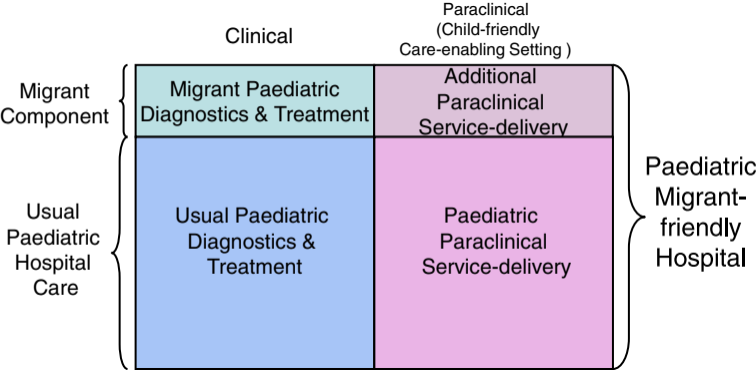 Clinical
Paraclinical
(Child-friendly
Care-enabling Setting )
Migrant
Component
Migrant Paediatric
Diagnostics & Treatment
Additional
Paraclinical
Service-delivery
Usual
Paediatric
Hospital
Care
Usual Paediatric
Diagnostics &
Treatment
Paediatric
Paraclinical
Service-delivery
Paediatric
Migrant-
friendly
Hospital